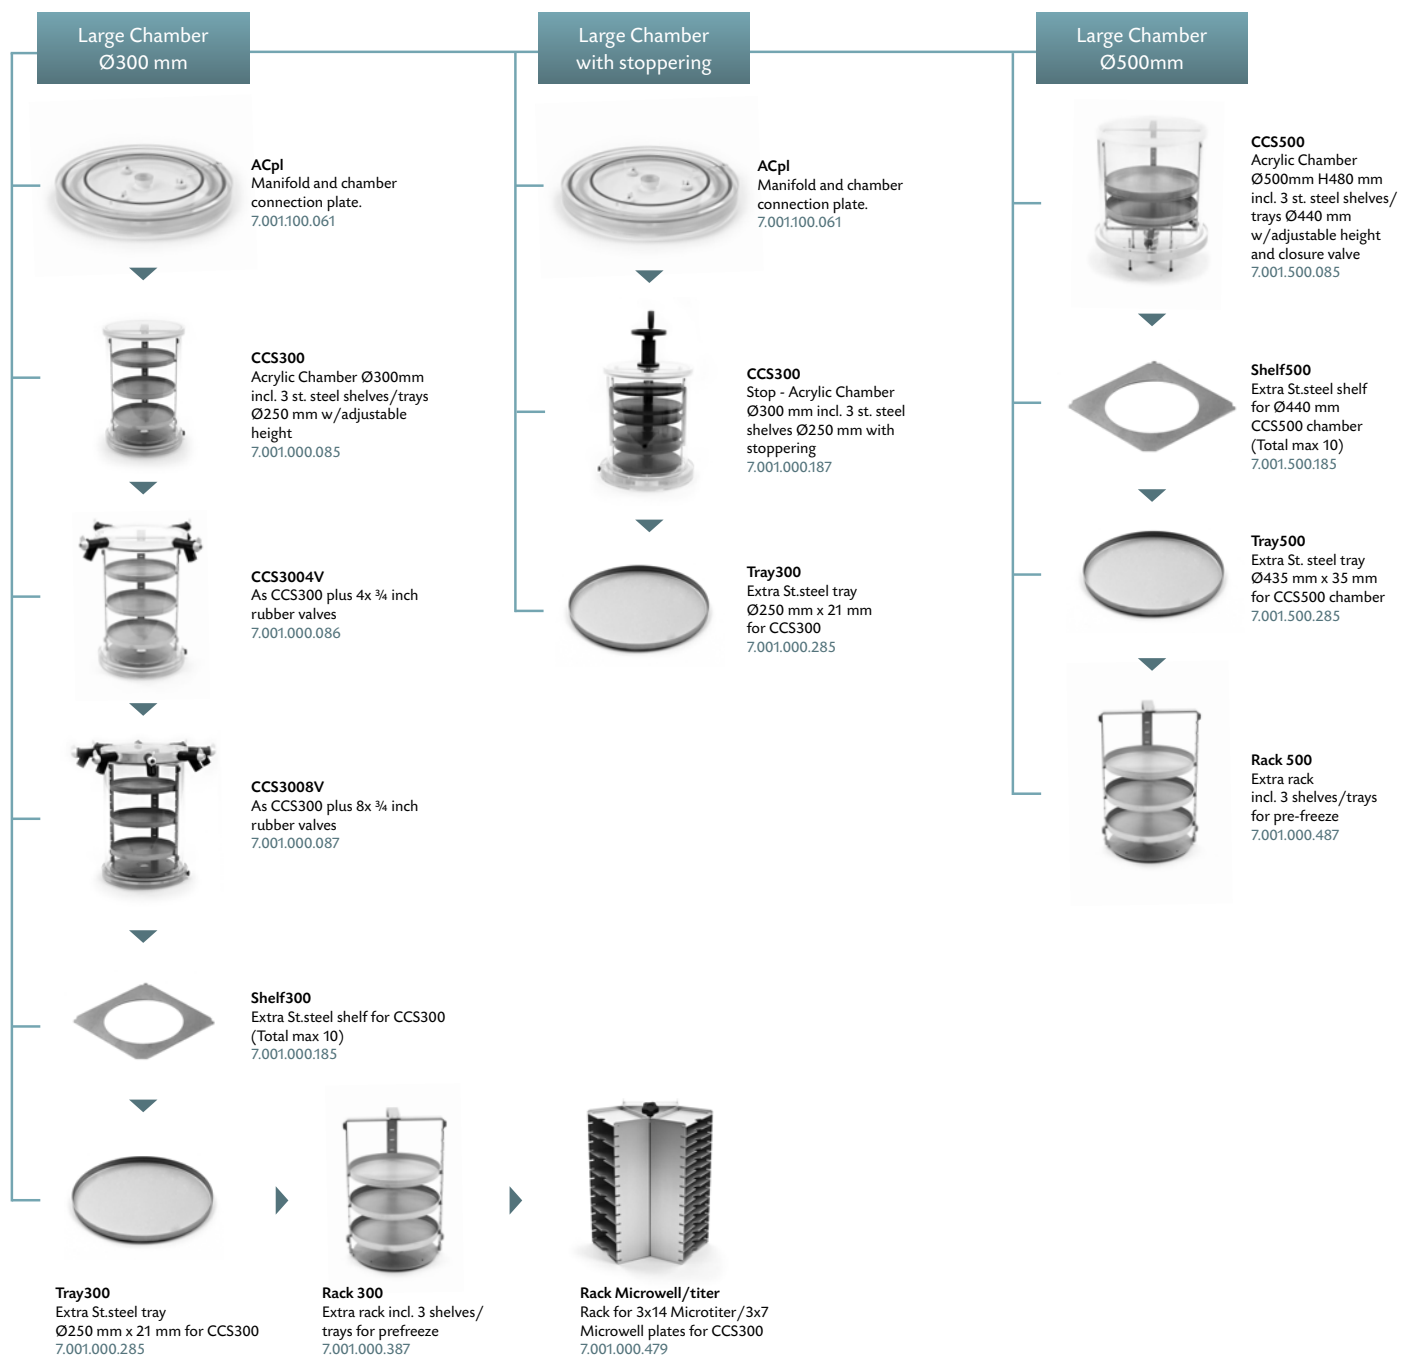 Large Chamber
Ø300 mm
ACpl
Manifold and chamber
connection plate.
7.001.100.061
CCS300
Acrylic Chamber Ø300mm
incl. 3 st. steel shelves/trays
Ø250 mm w/adjustable
height
7.001.000.085
CCS3004V
As CCS300 plus 4x ¾ inch
rubber valves
7.001.000.086
CCS3008V
As CCS300 plus 8x ¾ inch
rubber valves
7.001.000.087
Shelf300
Extra St.steel shelf for CCS300
(Total max 10)
7.001.000.185
Tray300
Extra St.steel tray
Ø250 mm x 21 mm for CCS300
7.001.000.285
Rack 300
Extra rack incl. 3 shelves/
trays for prefreeze
7.001.000.387
Rack Microwell/titer
Rack for 3x14 Microtiter/3x7
Microwell plates for CCS300
7.001.000.479
Large Chamber
with stoppering
ACpl
Manifold and chamber
connection plate.
7.001.100.061
CCS300
Stop - Acrylic Chamber
Ø300 mm incl. 3 st. steel
shelves Ø250 mm with
stoppering
7.001.000.187
Tray300
Extra St.steel tray
Ø250 mm x 21 mm
for CCS300
7.001.000.285
Large Chamber
Ø500mm
CCS500
Acrylic Chamber
Ø500mm H480 mm
incl. 3 st. steel shelves/
trays Ø440 mm
w/adjustable height
and closure valve
7.001.500.085
Shelf500
Extra St.steel shelf
for Ø440 mm
CCS500 chamber
(Total max 10)
7.001.500.185
Tray500
Extra St. steel tray
Ø435 mm x 35 mm
for CCS500 chamber
7.001.500.285
Rack 500
Extra rack
incl. 3 shelves/trays
for pre-freeze
7.001.000.487